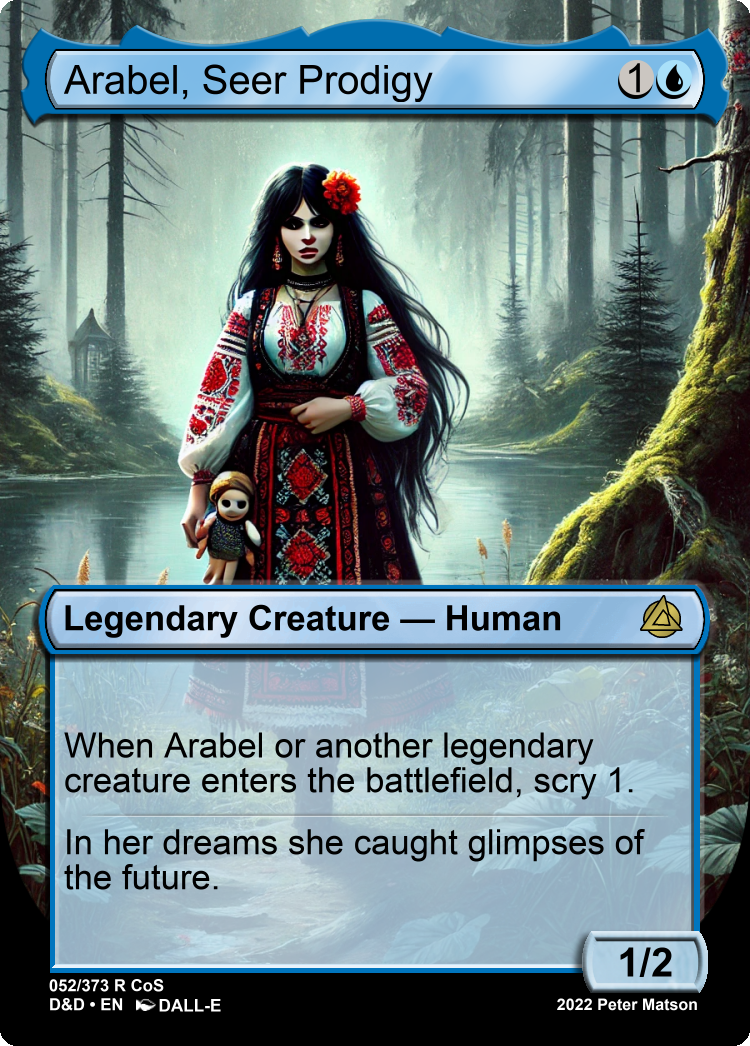 Arabel, Seer Prodigy 1
Legendary Creature — Human
When Arabel or another legendary
creature enters the battlefield, scry 1.
In her dreams she caught glimpses of
the future.
1/2
052/373 R CoS
D&D • EN DALL-E
2022 Peter Matson